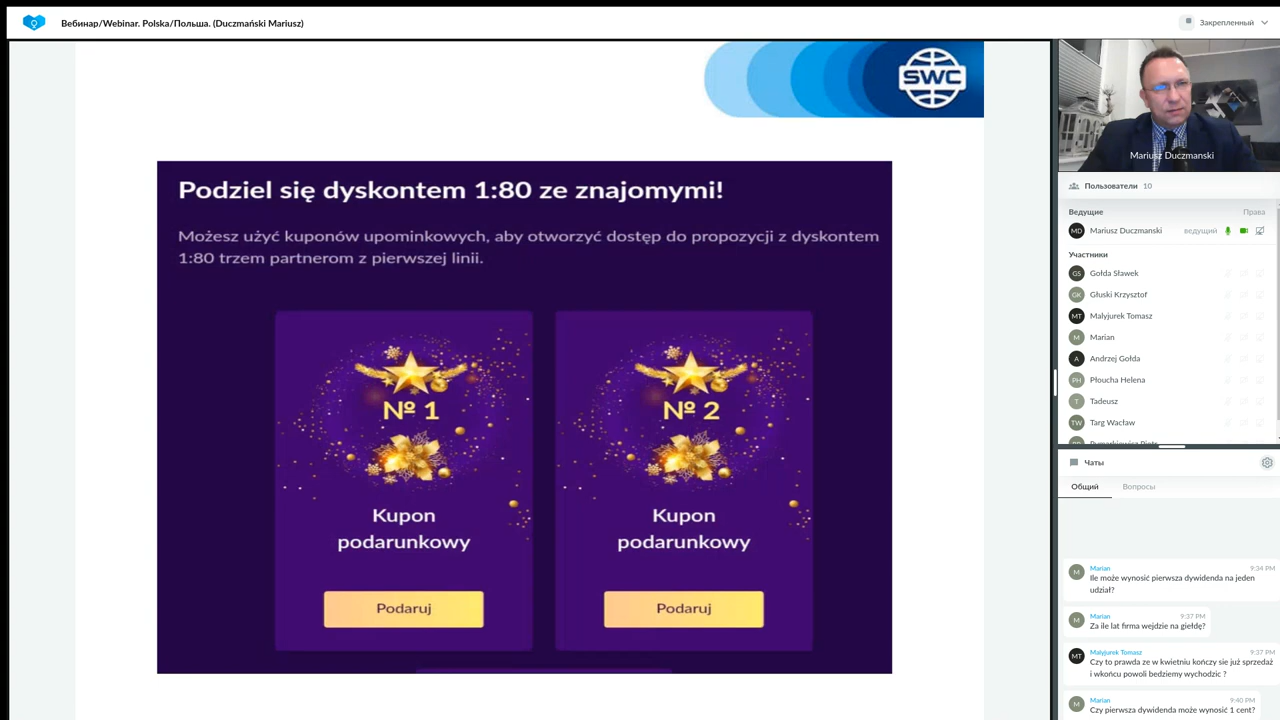 Вебинар/Webinar. Polska/Польша. (Duczmański Mariusz)
Закрепленный
SWC
Podziel się dyskontem 1:80 ze znajomymi!
Możesz użyć kuponów upominkowych, aby otworzyć dostęp do propozycji z dyskontem
1:80 trzem partnerom z pierwszej linii.
№ 1
Kupon
podarunkowy
Podaruj
№ 2
Kupon
podarunkowy
Podaruj
Mariusz Duczmanski
Пользователи 10
Ведущие Права
MD Mariusz Duczmanski ведущий
Участники
GS Gołda Sławek
GK Głuski Krzysztof
MT Malyjurek Tomasz
M Marian
A Andrzej Gołda
PH Płoucha Helena
T Tadeusz
TW Targ Wacław
Чаты
Общий Вопросы
M Marian 9:34 PM
Ile może wynosić pierwsza dywidenda na jeden
udział?
M Marian 9:37 PM
Za ile lat firma wejdzie na giełdę?
MT Malyjurek Tomasz 9:37 PM
Czy to prawda ze w kwietniu kończy sie już sprzedaż
i wkońcu powoli bedziemy wychodzic ?
M Marian 9:40 PM
Czy pierwsza dywidenda może wynosić 1 cent?